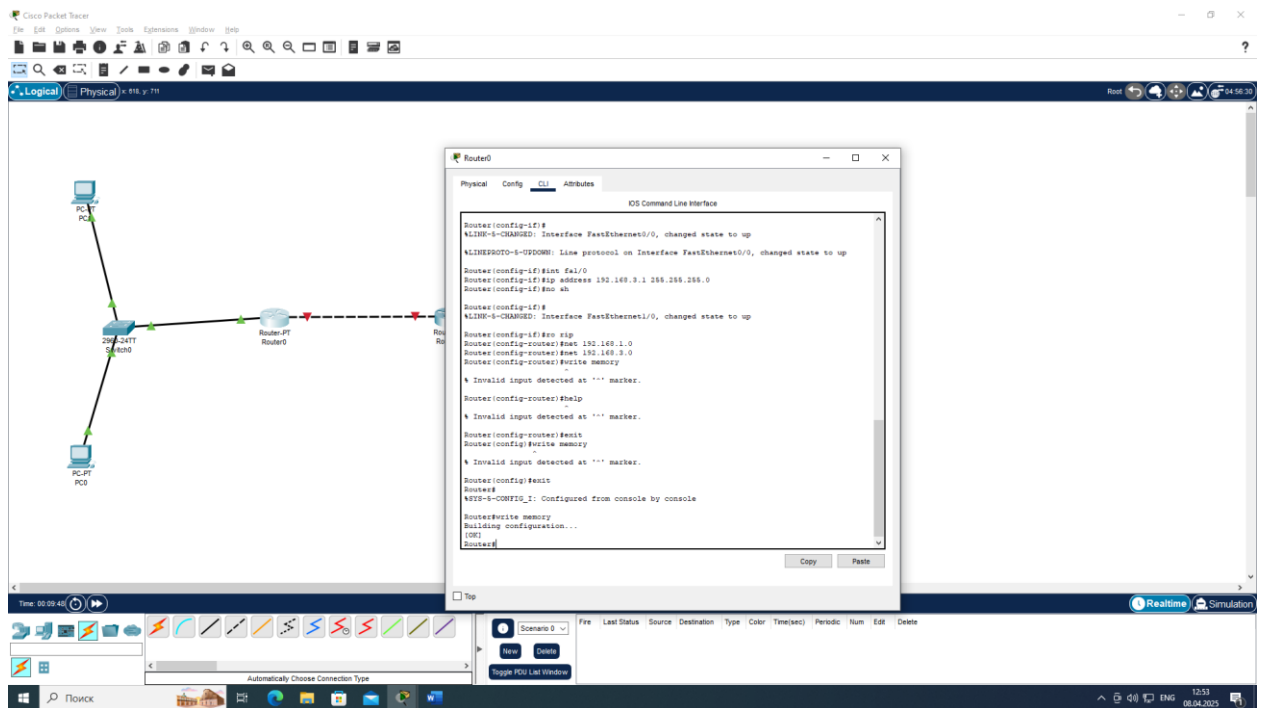 Cisco Packet Tracer
File Edit Options View Tools Extensions Window Help
?
Logical
Physical
x: 618, y: 711
Root
04:56:30
Router0
Physical Config CLI Attributes
IOS Command Line Interface
Router(config-if)#
%LINK-5-CHANGED: Interface FastEthernet0/0, changed state to up
%LINEPROTO-5-UPDOWN: Line protocol on Interface FastEthernet0/0, changed state to up
Router(config-if)#int fa1/0
Router(config-if)#ip address 192.168.3.1 255.255.255.0
Router(config-if)#no sh
Router(config-if)#
%LINK-5-CHANGED: Interface FastEthernet1/0, changed state to up
Router(config-if)#ro rip
Router(config-router)#net 192.168.1.0
Router(config-router)#net 192.168.3.0
Router(config-router)#write memory
^
% Invalid input detected at '^' marker.
Router(config-router)#help
^
% Invalid input detected at '^' marker.
Router(config-router)#exit
Router(config)#write memory
^
% Invalid input detected at '^' marker.
Router(config)#exit
Router#
%SYS-5-CONFIG_I: Configured from console by console
Router#write memory
Building configuration...
[OK]
Router#
Copy Paste
Top
PC-PT
2960-24TT
Switch0
Router-PT
Router0
PC-PT
PC0
Time: 00:09:48
Realtime
Simulation
Automatically Choose Connection Type
Scenario 0
New Delete
Toggle PDU List Window
Fire Last Status Source Destination Type Color Time(sec) Periodic Num Edit Delete
Поиск
ENG
12:53
08.04.2025